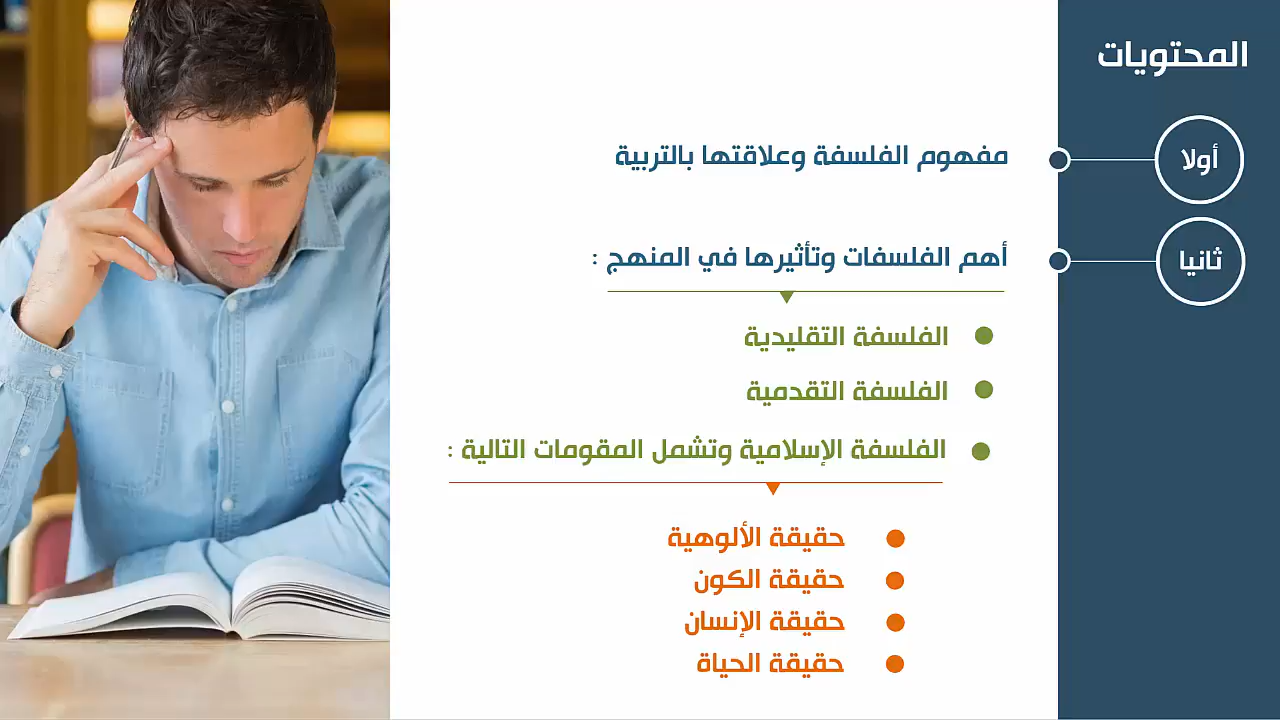 المحتويات
أولا
مفهوم الفلسفة وعلاقتها بالتربية
ثانيا
أهم الفلسفات وتأثيرها في المنهج :
الفلسفة التقليدية
الفلسفة التقدمية
الفلسفة الإسلامية وتشمل المقومات التالية :
حقيقة الألوهية
حقيقة الكون
حقيقة الإنسان
حقيقة الحياة